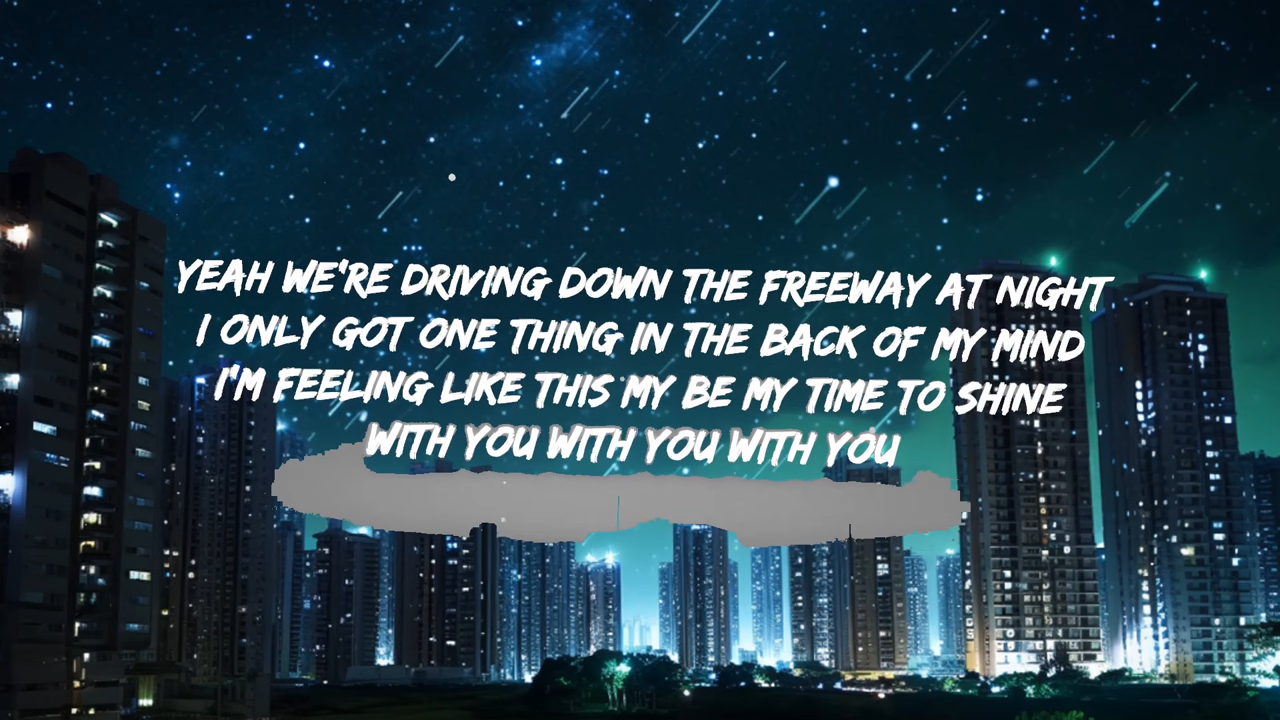 YEAH WE'RE DRIVING DOWN THE FREEWAY AT NIGHT
I ONLY GOT ONE THING IN THE BACK OF MY MIND
I'M FEELING LIKE THIS MY BE MY TIME TO SHINE
WITH YOU WITH YOU WITH YOU